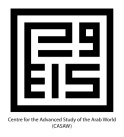 Centre for the Advanced Study of the Arab World
(CASAW)